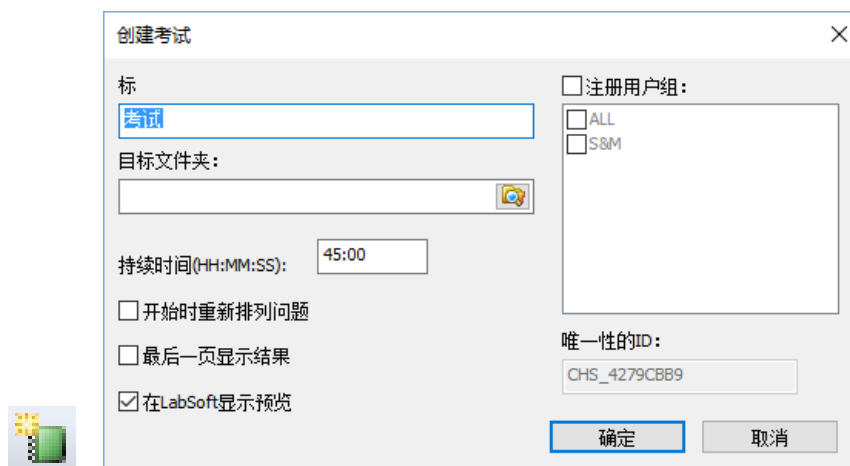 创建考试
标
考试
目标文件夹:
持续时间(HH:MM:SS):
45:00
开始时重新排列问题
最后一页显示结果
在LabSoft显示预览
注册用户组:
ALL
S&M
唯一性的ID:
CHS_4279CBB9
确定
取消